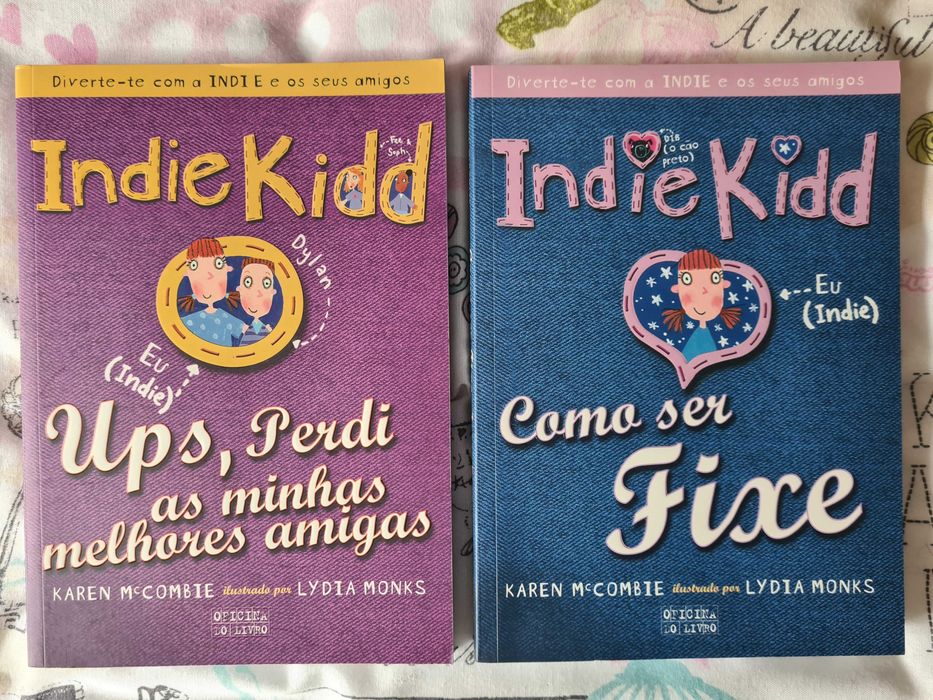 A beautiful
Diverte-te com a INDIE e os seus amigos
Indie Kidd
Fee &
Soph
Dylan
Eu
(Indie)
Ups, Perdi
as minhas
melhores amigas
KAREN McCOMBIE ilustrado por LYDIA MONKS
OFICINA
DO LIVRO
Diverte-te com a INDIE e os seus amigos
Indie Kidd
DIB
(o cão
preto)
Eu
(Indie)
Como ser
Fixe
KAREN McCOMBIE ilustrado por LYDIA MONKS
OFICINA
DO LIVRO